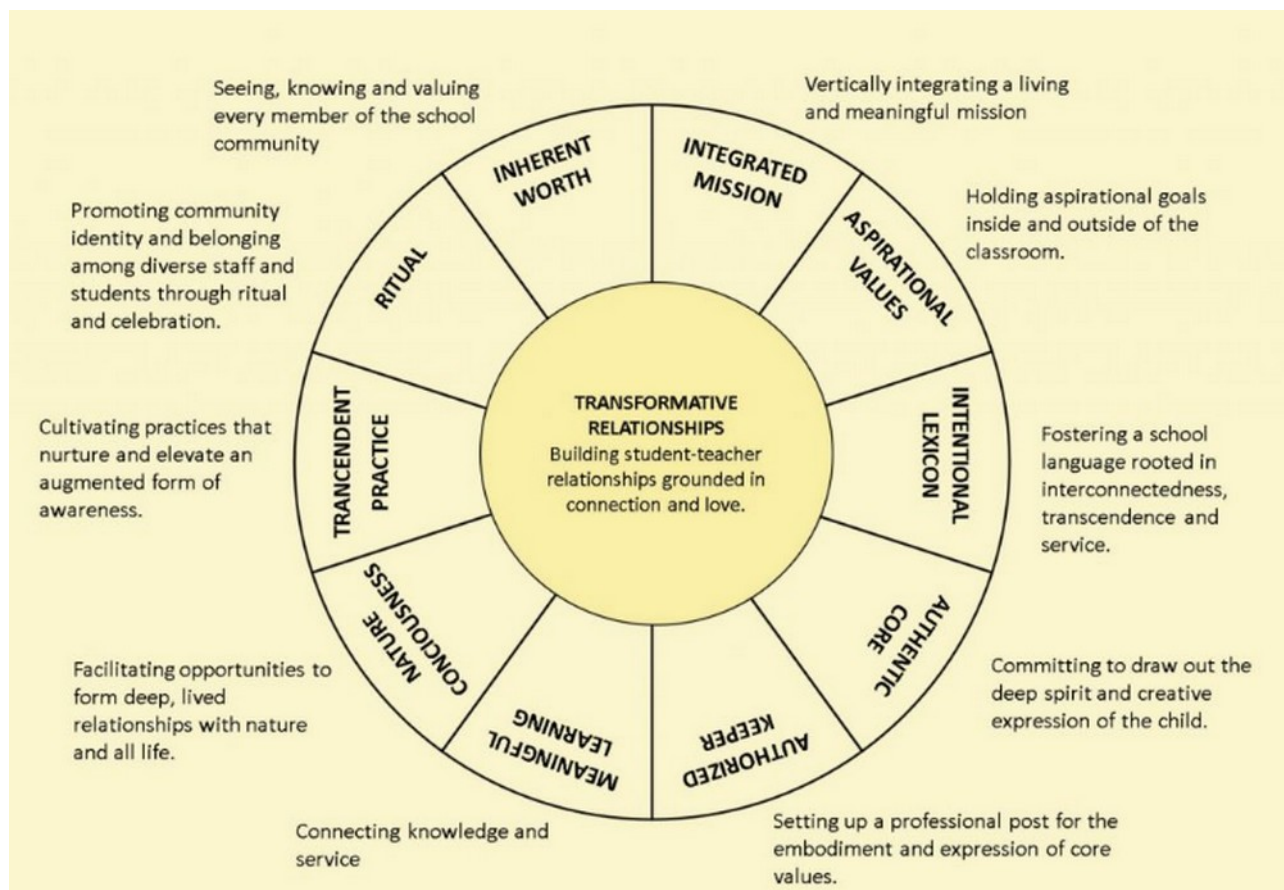 Seeing, knowing and valuing
every member of the school
community
Vertically integrating a living
and meaningful mission
INHERENT
WORTH
INTEGRATED
MISSION
Promoting community
identity and belonging
among diverse staff and
students through ritual
and celebration.
Holding aspirational goals
inside and outside of the
classroom.
RITUAL
ASPIRATIONAL
VALUES
TRANSFORMATIVE
RELATIONSHIPS
Building student-teacher
relationships grounded in
connection and love.
Cultivating practices that
nurture and elevate an
augmented form of
awareness.
TRANCENDENT
PRACTICE
INTENTIONAL
LEXICON
Fostering a school
language rooted in
interconnectedness,
transcendence and
service.
NATURE
CONCIOUSNESS
AUTHENTIC
CORE
Facilitating opportunities to
form deep, lived
relationships with nature
and all life.
Committing to draw out the
deep spirit and creative
expression of the child.
MEANINGFUL
LEARNING
AUTHORIZED
KEEPER
Connecting knowledge and
service
Setting up a professional post for the
embodiment and expression of core
values.